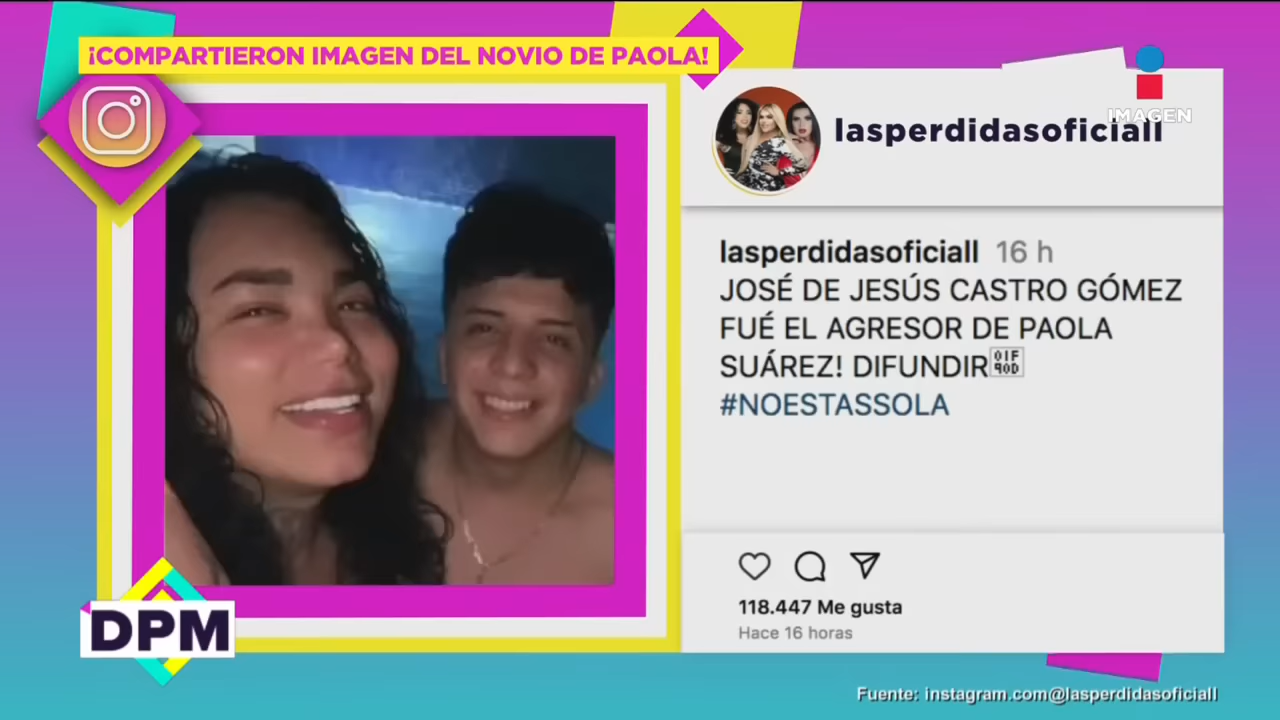 ¡COMPARTIERON IMAGEN DEL NOVIO DE PAOLA!
IMAGEN
lasperdidasoficiall
lasperdidasoficiall 16 h
JOSÉ DE JESÚS CASTRO GÓMEZ
FUÉ EL AGRESOR DE PAOLA
SUÁREZ! DIFUNDIR
#NOESTASSOLA
118.447 Me gusta
Hace 16 horas
DPM
Fuente: instagram.com@lasperdidasoficiall